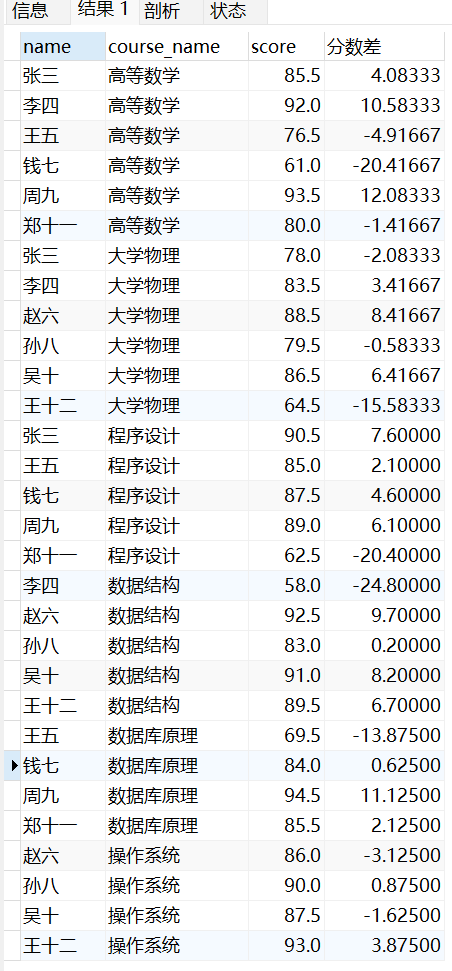 信息 结果 1 剖析 状态
name course_name score 分数差
张三 高等数学 85.5 4.08333
李四 高等数学 92.0 10.58333
王五 高等数学 76.5 -4.91667
钱七 高等数学 61.0 -20.41667
周九 高等数学 93.5 12.08333
郑十一 高等数学 80.0 -1.41667
张三 大学物理 78.0 -2.08333
李四 大学物理 83.5 3.41667
赵六 大学物理 88.5 8.41667
孙八 大学物理 79.5 -0.58333
吴十 大学物理 86.5 6.41667
王十二 大学物理 64.5 -15.58333
张三 程序设计 90.5 7.60000
王五 程序设计 85.0 2.10000
钱七 程序设计 87.5 4.60000
周九 程序设计 89.0 6.10000
郑十一 程序设计 62.5 -20.40000
李四 数据结构 58.0 -24.80000
赵六 数据结构 92.5 9.70000
孙八 数据结构 83.0 0.20000
吴十 数据结构 91.0 8.20000
王十二 数据结构 89.5 6.70000
王五 数据库原理 69.5 -13.87500
钱七 数据库原理 84.0 0.62500
周九 数据库原理 94.5 11.12500
郑十一 数据库原理 85.5 2.12500
赵六 操作系统 86.0 -3.12500
孙八 操作系统 90.0 0.87500
吴十 操作系统 87.5 -1.62500
王十二 操作系统 93.0 3.87500